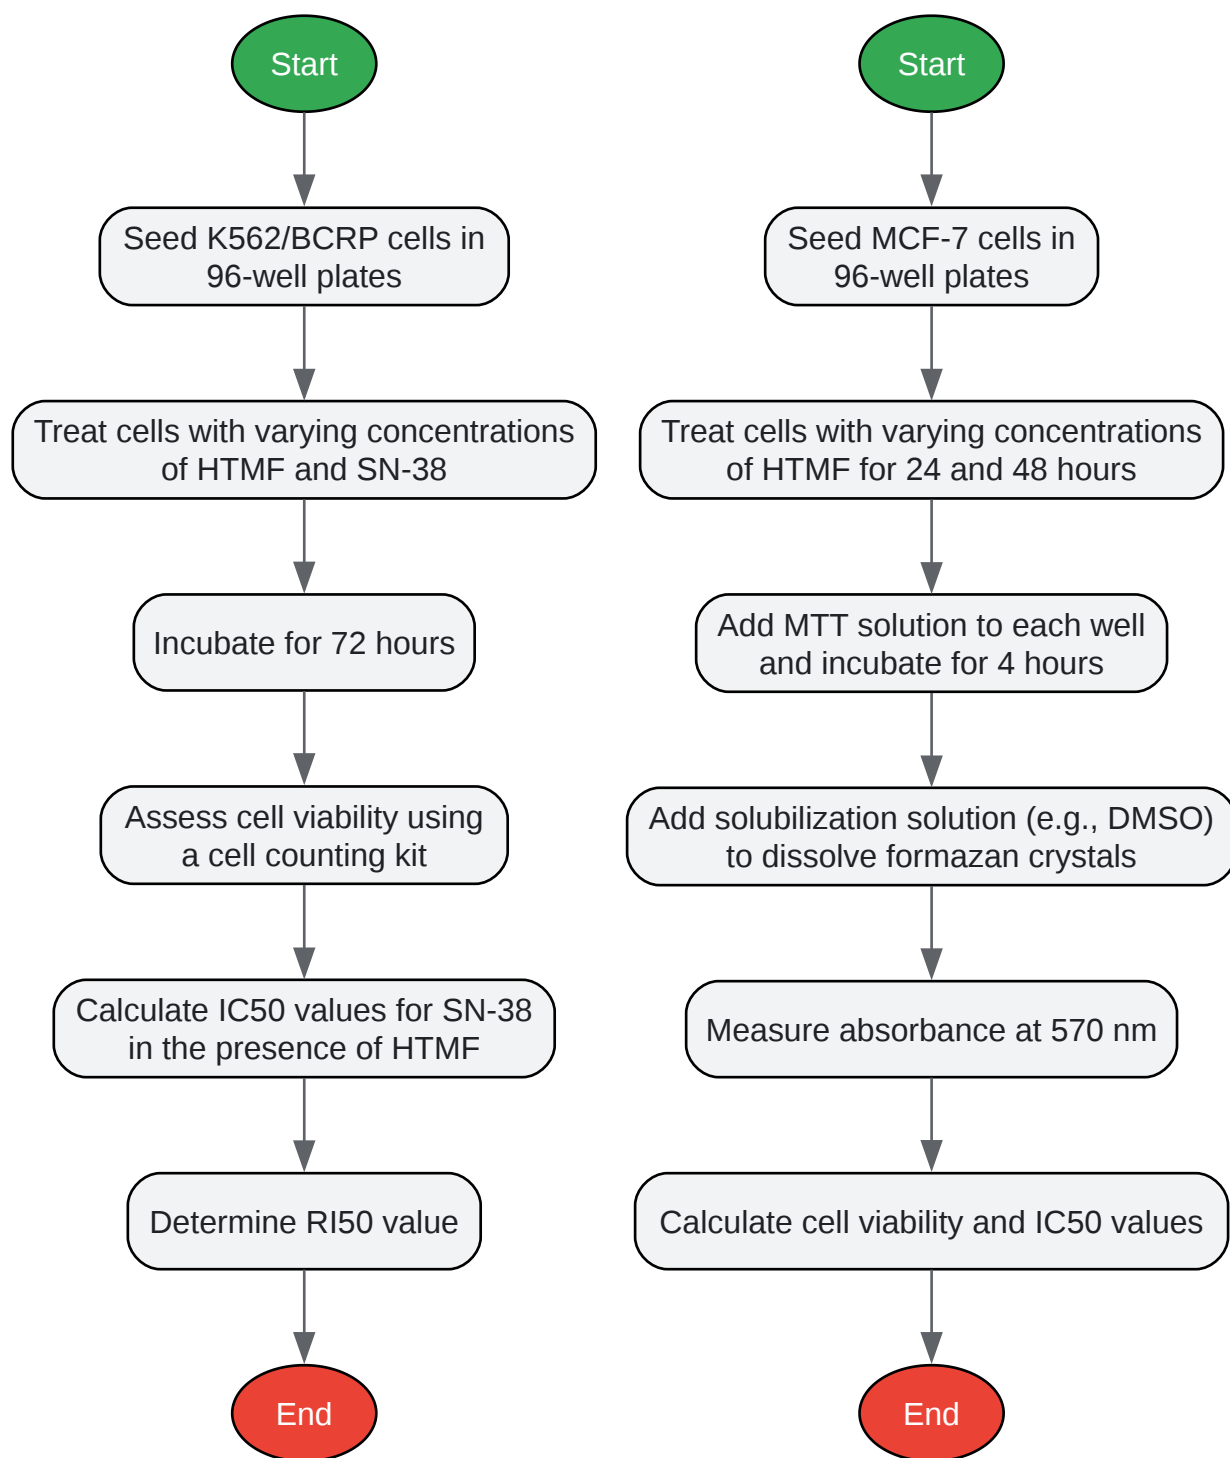 Start
Seed K562/BCRP cells in
96-well plates
Treat cells with varying concentrations
of HTMF and SN-38
Incubate for 72 hours
Assess cell viability using
a cell counting kit
Calculate IC50 values for SN-38
in the presence of HTMF
Determine RI50 value
End
Start
Seed MCF-7 cells in
96-well plates
Treat cells with varying concentrations
of HTMF for 24 and 48 hours
Add MTT solution to each well
and incubate for 4 hours
Add solubilization solution (e.g., DMSO)
to dissolve formazan crystals
Measure absorbance at 570 nm
Calculate cell viability and IC50 values
End